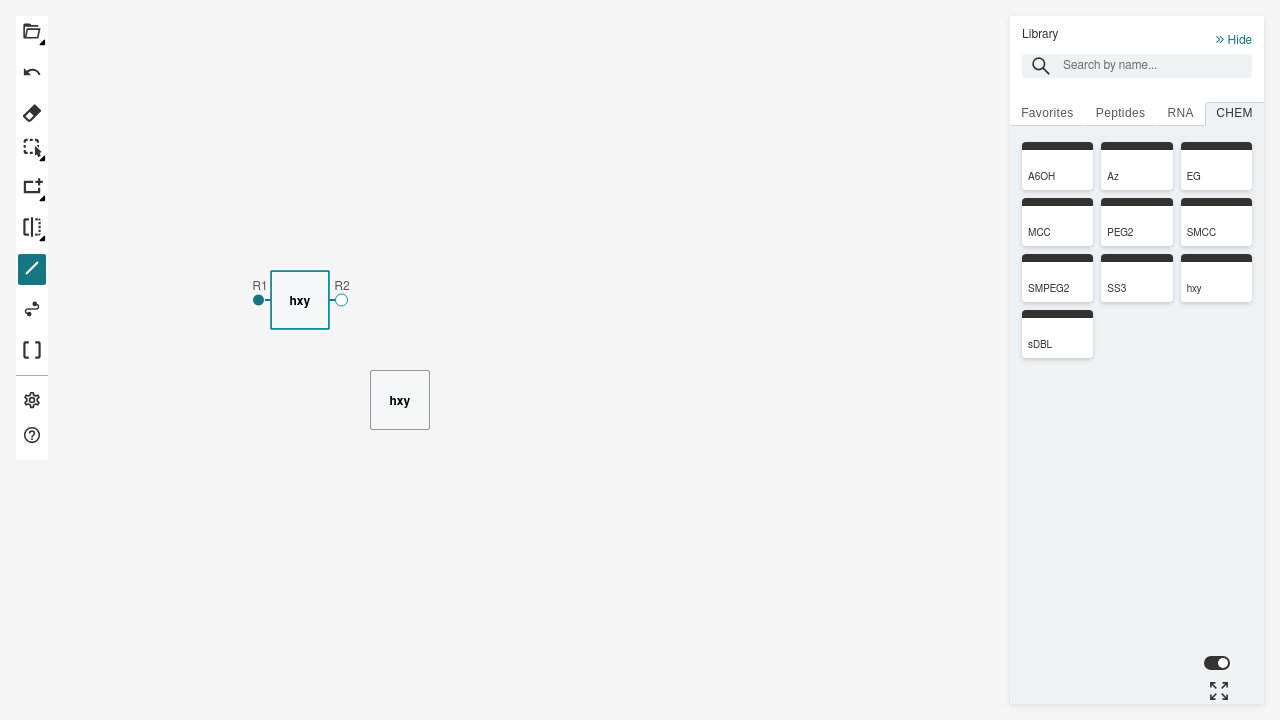 Library
Hide
Search by name...
Favorites Peptides RNA CHEM
A6OH Az EG
MCC PEG2 SMCC
SMPEG2 SS3 hxy
sDBL
R1 R2
hxy
hxy